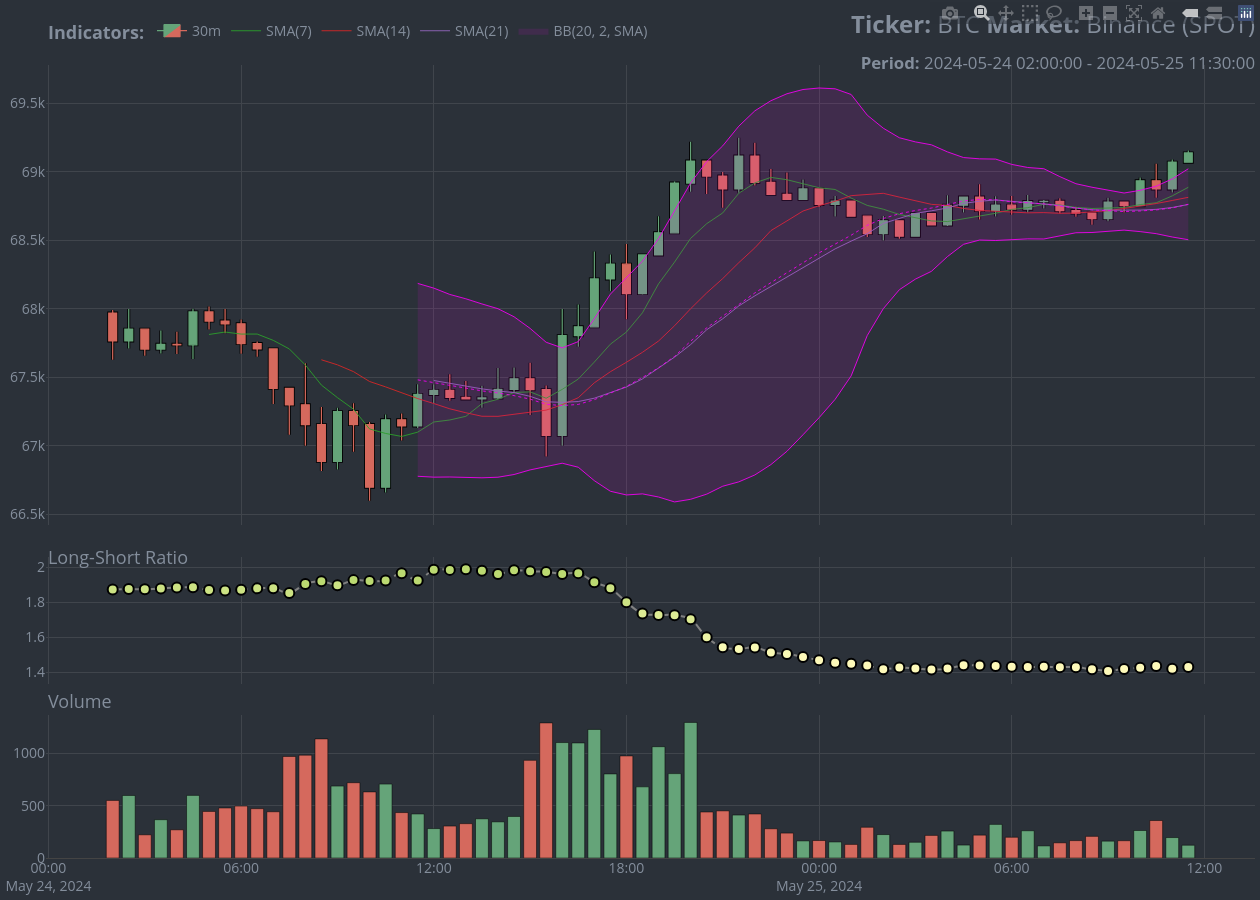 Indicators: 30m SMA(7) SMA(14) SMA(21) BB(20, 2, SMA)
Ticker: BTC Market: Binance (SPOT)
Period: 2024-05-24 02:00:00 - 2024-05-25 11:30:00
69.5k
69k
68.5k
68k
67.5k
67k
66.5k
Long-Short Ratio
2
1.8
1.6
1.4
Volume
1000
500
0
00:00 06:00 12:00 18:00 00:00 06:00 12:00
May 24, 2024 May 25, 2024